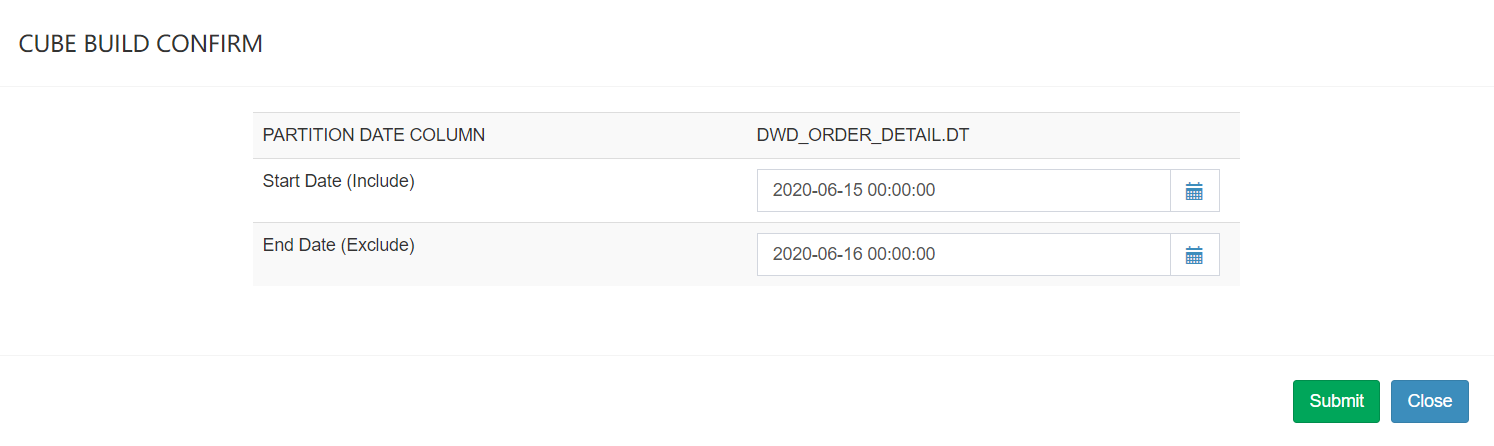 CUBE BUILD CONFIRM
PARTITION DATE COLUMN DWD_ORDER_DETAIL.DT
Start Date (Include) 2020-06-15 00:00:00
End Date (Exclude) 2020-06-16 00:00:00
Submit Close